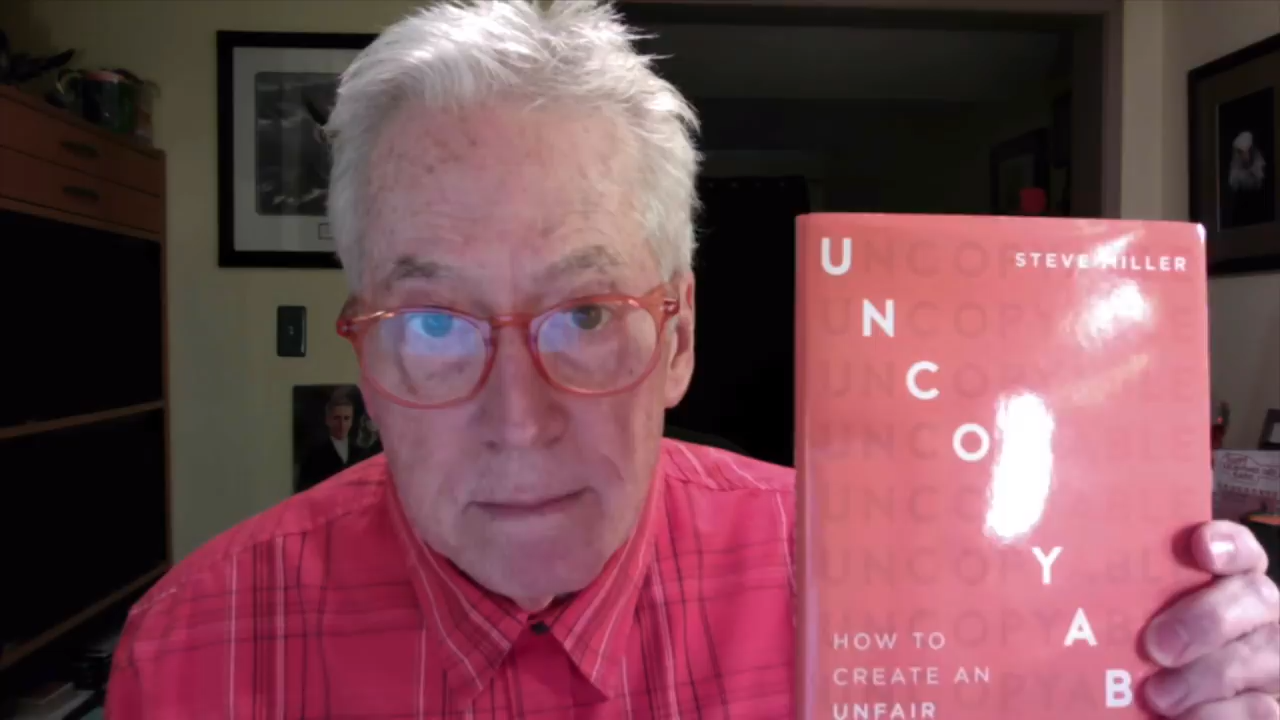 STEVE MILLER
U
N
C
O
Y
A
B
HOW TO
CREATE AN
UNFAIR